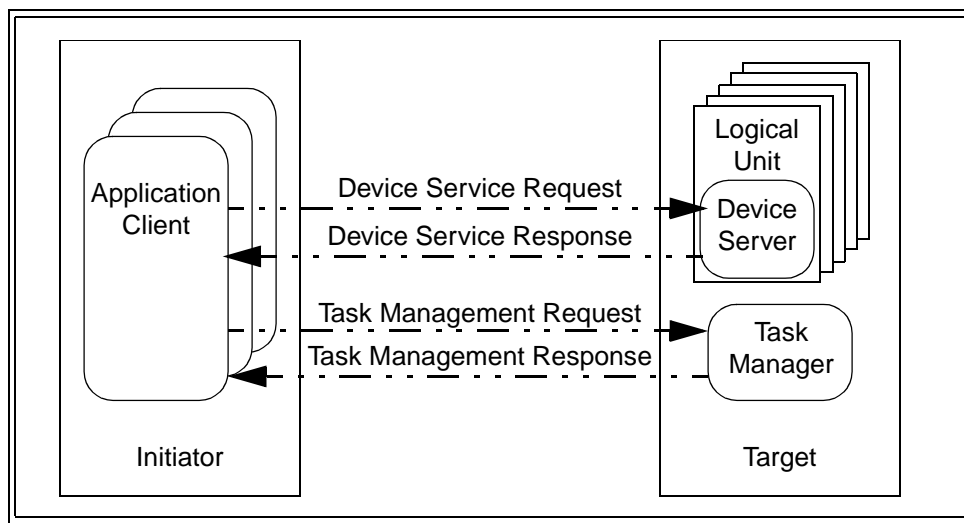 Application
Client
Device Service Request
Device Service Response
Task Management Request
Task Management Response
Logical
Unit
Device
Server
Task
Manager
Initiator
Target